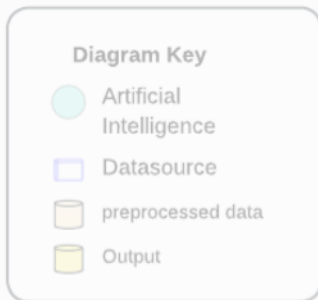 Diagram Key
Artificial
Intelligence
Datasource
preprocessed data
Output